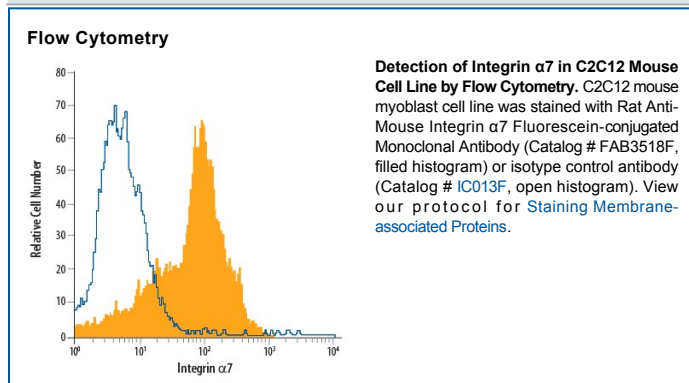 Flow Cytometry
80
70
60
50
40
30
20
10
0
Relative Cell Number
10⁰ 10¹ 10² 10³ 10⁴
Integrin α7
Detection of Integrin α7 in C2C12 Mouse
Cell Line by Flow Cytometry. C2C12 mouse
myoblast cell line was stained with Rat Anti-
Mouse Integrin α7 Fluorescein-conjugated
Monoclonal Antibody (Catalog # FAB3518F,
filled histogram) or isotype control antibody
(Catalog # IC013F, open histogram). View
our protocol for Staining Membrane-
associated Proteins.